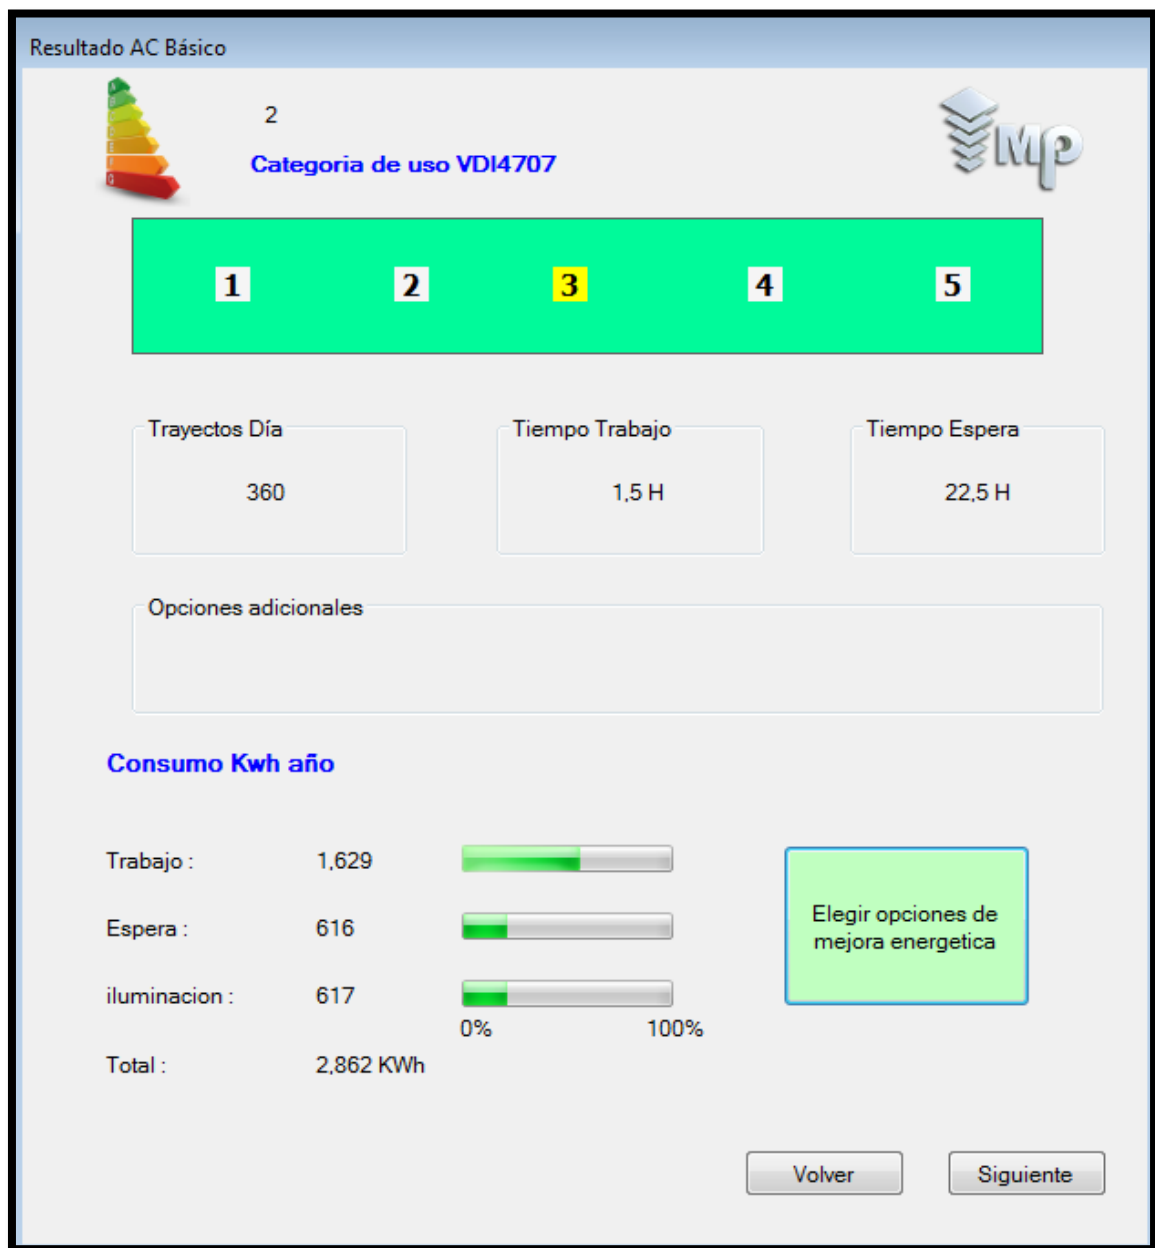 Resultado AC Básico
2
Categoria de uso VDI4707
Mp
1 2 3 4 5
Trayectos Día Tiempo Trabajo Tiempo Espera
360 1,5 H 22,5 H
Opciones adicionales
Consumo Kwh año
Trabajo : 1,629
Espera : 616
iluminacion : 617
0% 100%
Total : 2,862 KWh
Elegir opciones de
mejora energetica
Volver Siguiente